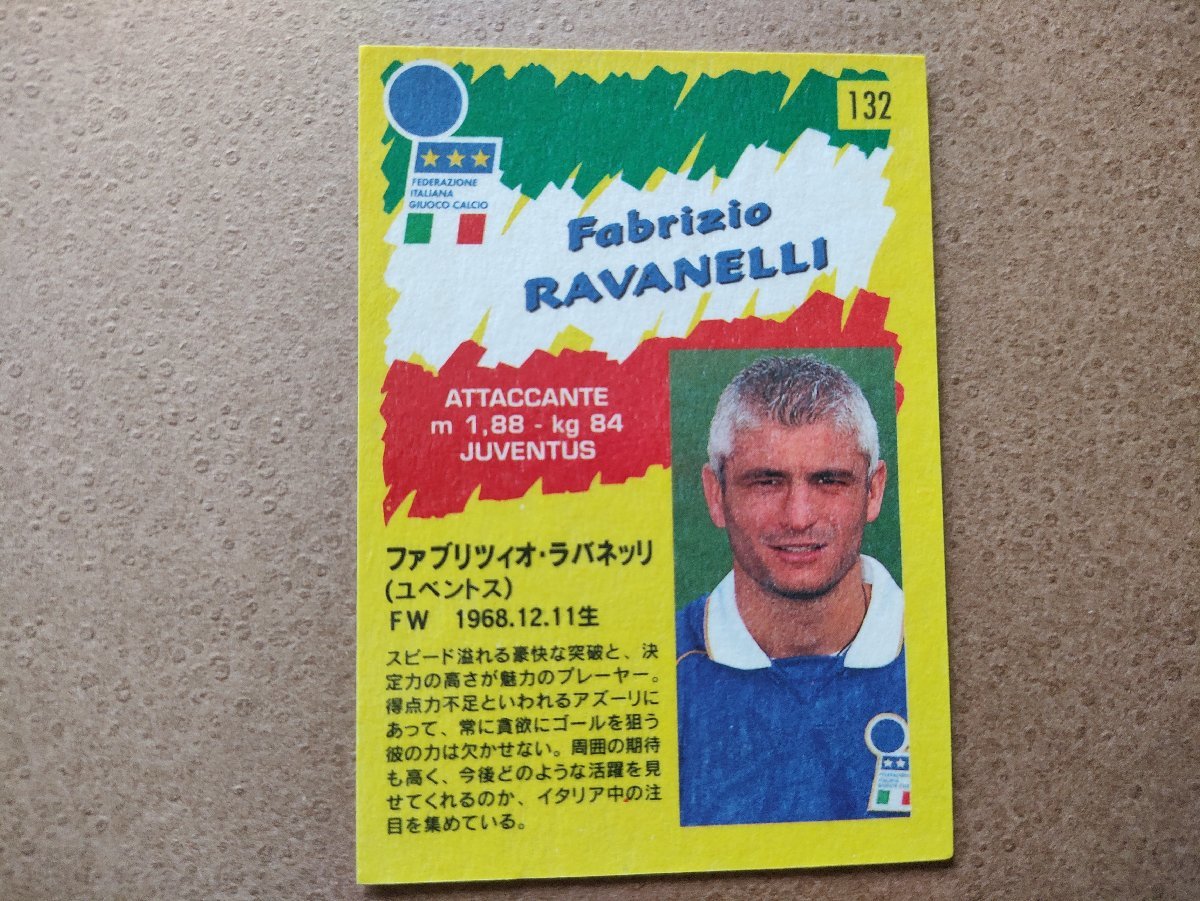 132
FEDERAZIONE
ITALIANA
GIUOCO CALCIO
Fabrizio
RAVANELLI
ATTACCANTE
m 1,88 - kg 84
JUVENTUS
ファブリツィオ・ラバネッリ
(ユベントス)
FW 1968.12.11生
スピード溢れる豪快な突破と、決
定力の高さが魅力のプレーヤー。
得点力不足といわれるアズーリに
あって、常に貪欲にゴールを狙う
彼の力は欠かせない。周囲の期待
も高く、今後どのような活躍を見
せてくれるのか、イタリア中の注
目を集めている。